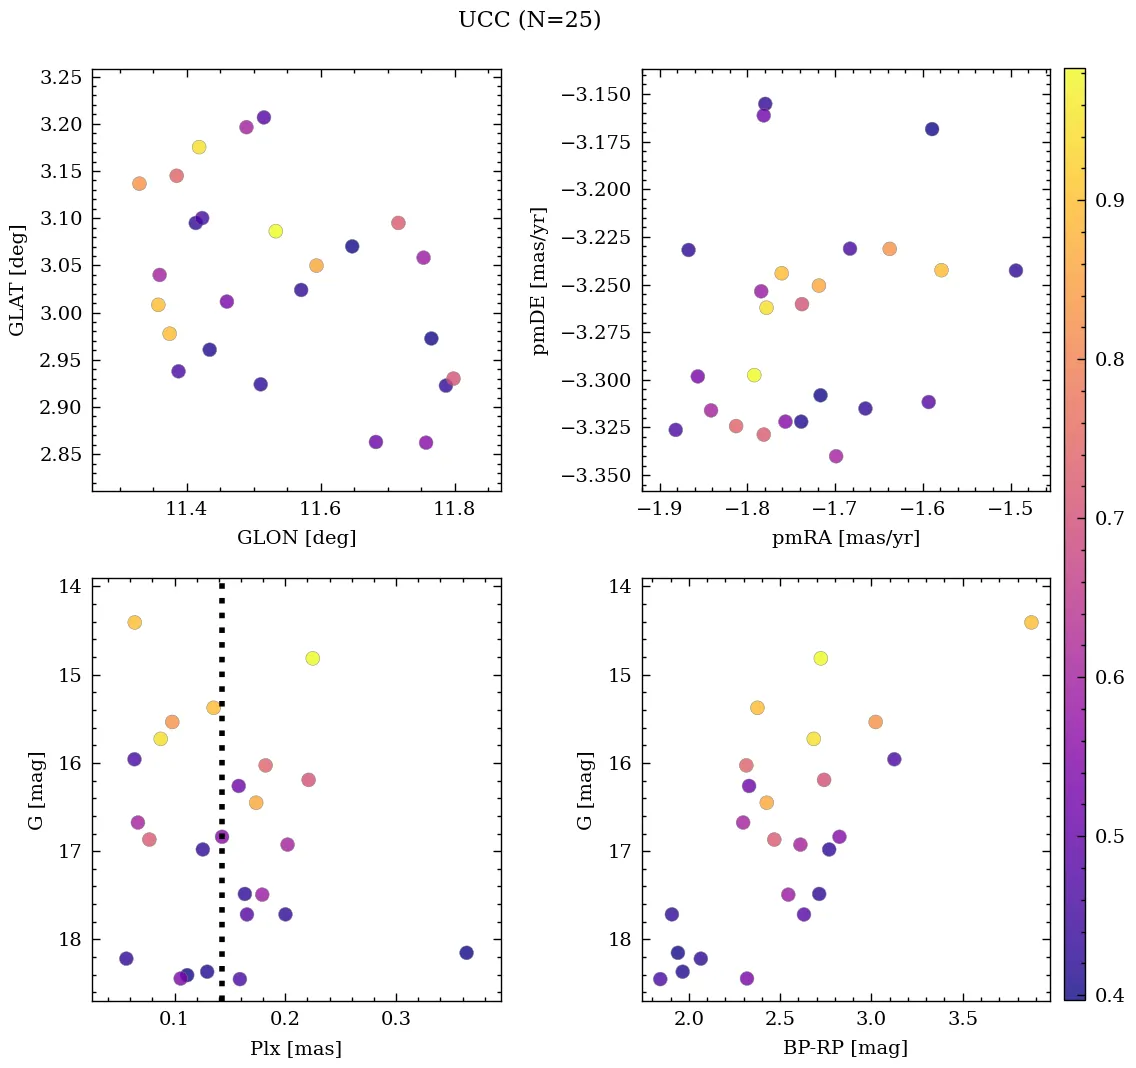 UCC (N=25)
3.25
3.20
3.15
3.10
3.05
3.00
2.95
2.90
2.85
GLAT [deg]
11.4 11.6 11.8
GLON [deg]
−3.150
−3.175
−3.200
−3.225
−3.250
−3.275
−3.300
−3.325
−3.350
pmDE [mas/yr]
−1.9 −1.8 −1.7 −1.6 −1.5
pmRA [mas/yr]
14
15
16
17
18
G [mag]
0.1 0.2 0.3
Plx [mas]
14
15
16
17
18
G [mag]
2.0 2.5 3.0 3.5
BP-RP [mag]
0.9
0.8
0.7
0.6
0.5
0.4